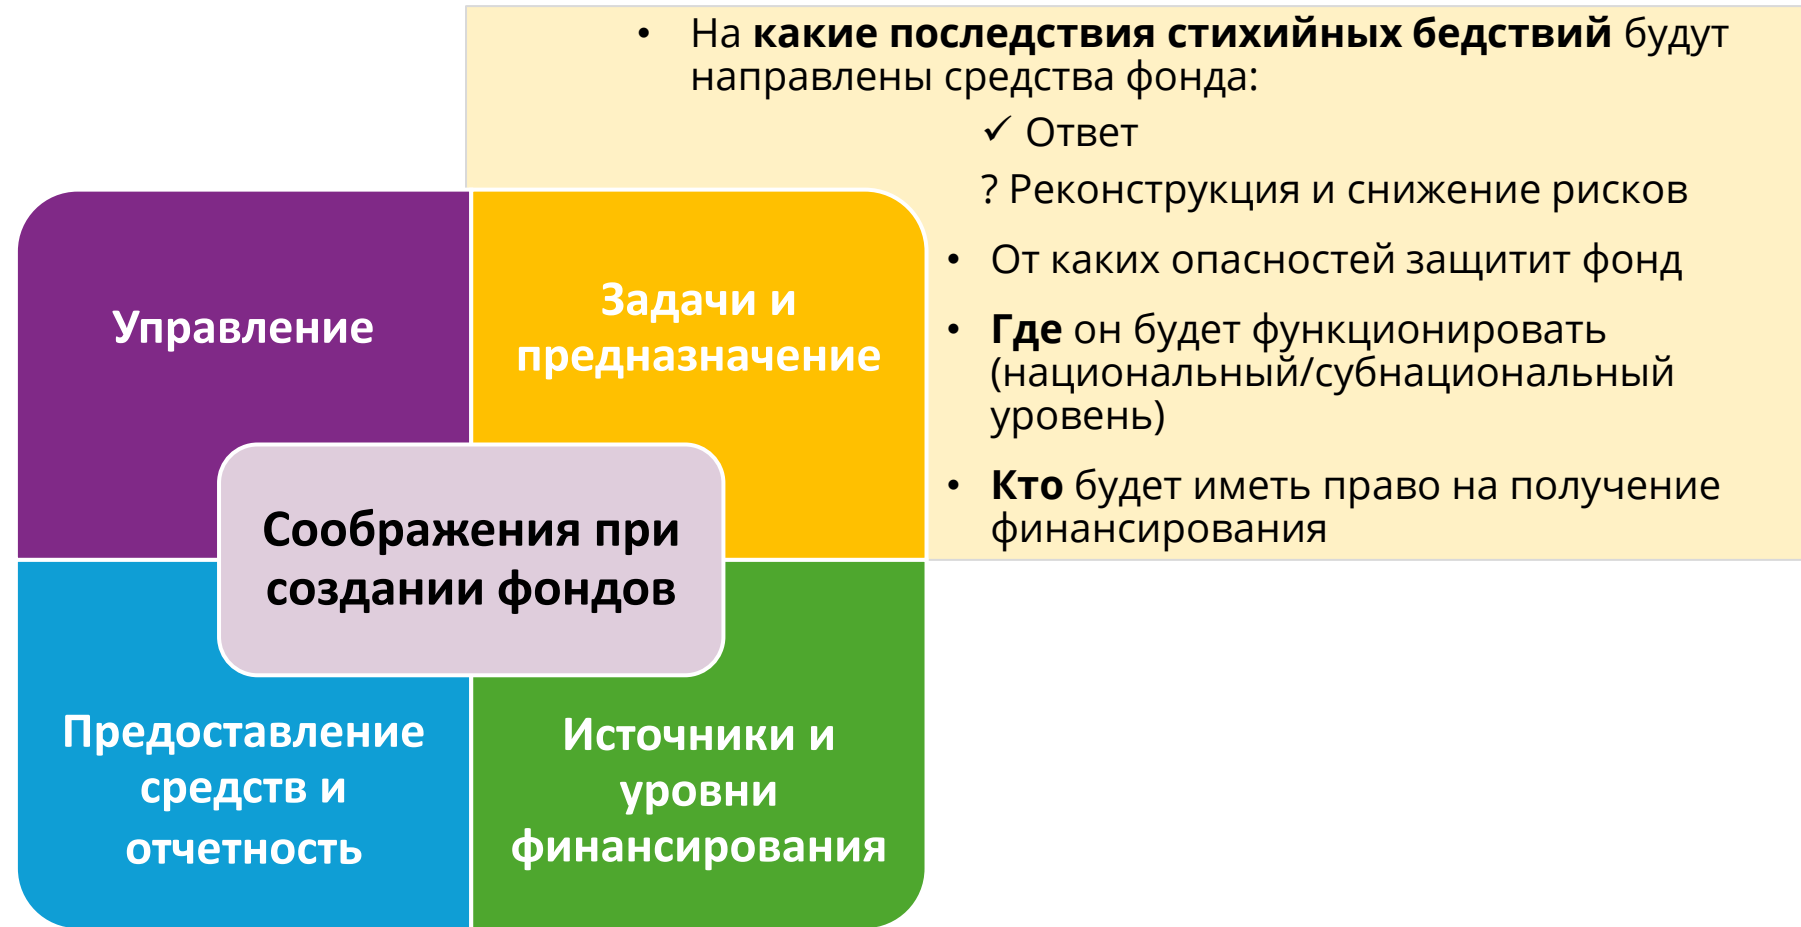 • На какие последствия стихийных бедствий будут
направлены средства фонда:
✓ Ответ
? Реконструкция и снижение рисков
• От каких опасностей защитит фонд
• Где он будет функционировать
(национальный/субнациональный
уровень)
• Кто будет иметь право на получение
финансирования
Управление
Задачи и
предназначение
Соображения при
создании фондов
Предоставление
средств и
отчетность
Источники и
уровни
финансирования